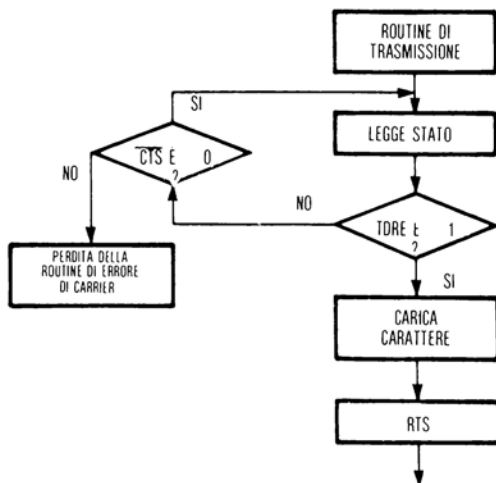 ROUTINE DI
TRASMISSIONE
SI
LEGGE STATO
CTS È 0
?
NO
NO
TDRE È 1
?
PERDITA DELLA
ROUTINE DI ERRORE
DI CARRIER
SI
CARICA
CARATTERE
RTS